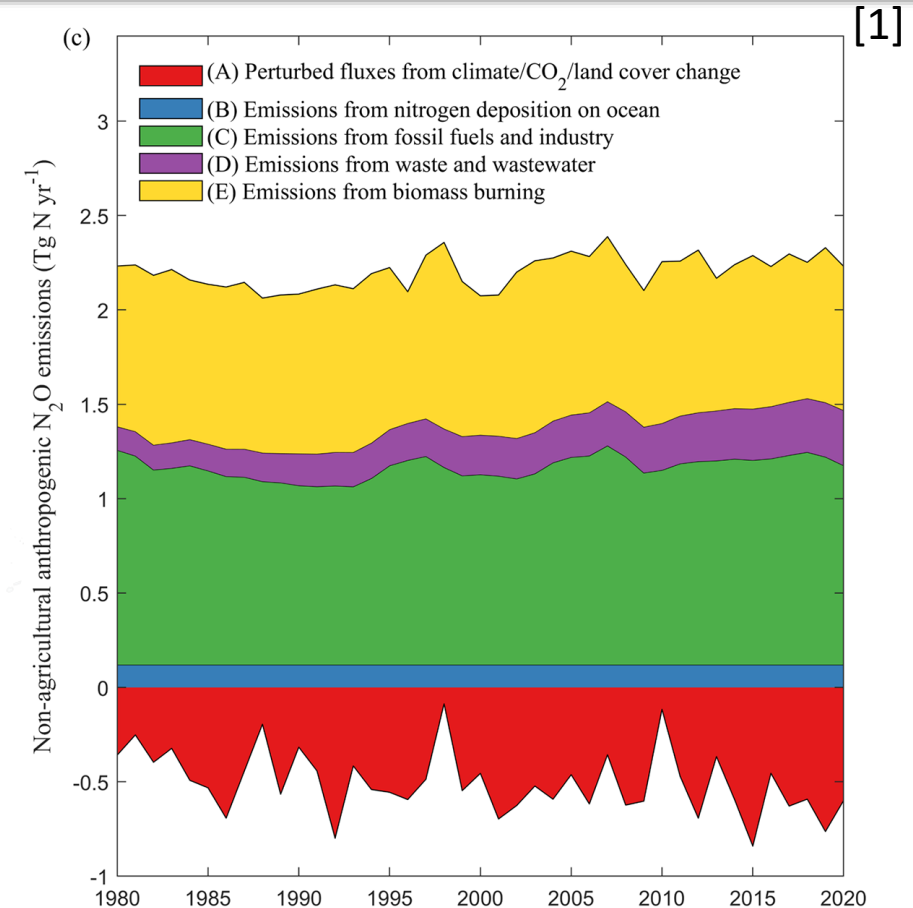 [1]
(c)
(A) Perturbed fluxes from climate/CO2/land cover change
(B) Emissions from nitrogen deposition on ocean
(C) Emissions from fossil fuels and industry
(D) Emissions from waste and wastewater
(E) Emissions from biomass burning
Non-agricultural anthropogenic N2O emissions (Tg N yr-1)
3
2.5
2
1.5
1
0.5
0
-0.5
-1
1980 1985 1990 1995 2000 2005 2010 2015 2020